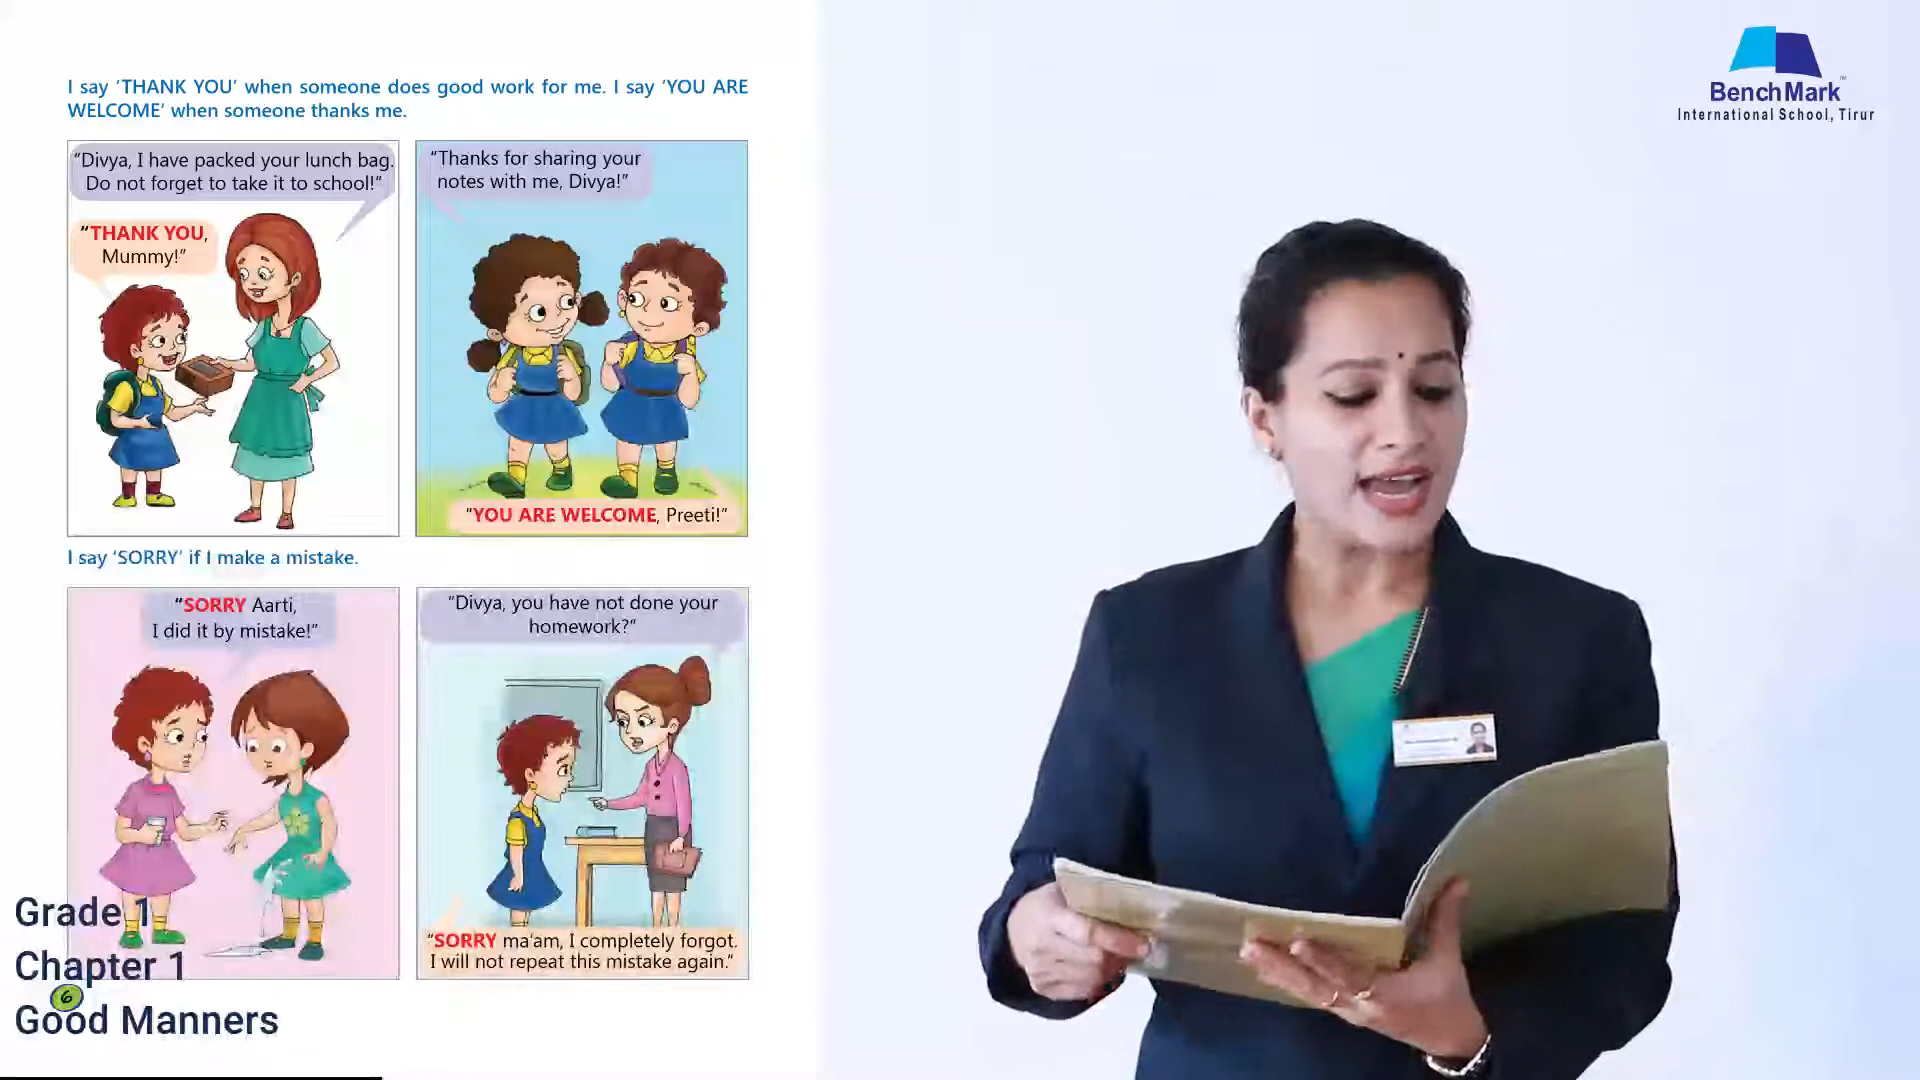 I say ‘THANK YOU’ when someone does good work for me. I say ‘YOU ARE
WELCOME’ when someone thanks me.
“Divya, I have packed your lunch bag.
Do not forget to take it to school!”
“THANK YOU,
Mummy!”
“Thanks for sharing your
notes with me, Divya!”
“YOU ARE WELCOME, Preeti!”
I say ‘SORRY’ if I make a mistake.
“SORRY Aarti,
I did it by mistake!”
“Divya, you have not done your
homework?”
“SORRY ma’am, I completely forgot.
I will not repeat this mistake again.”
Grade 1
Chapter 1
6
Good Manners
BenchMark
™
International School, Tirur